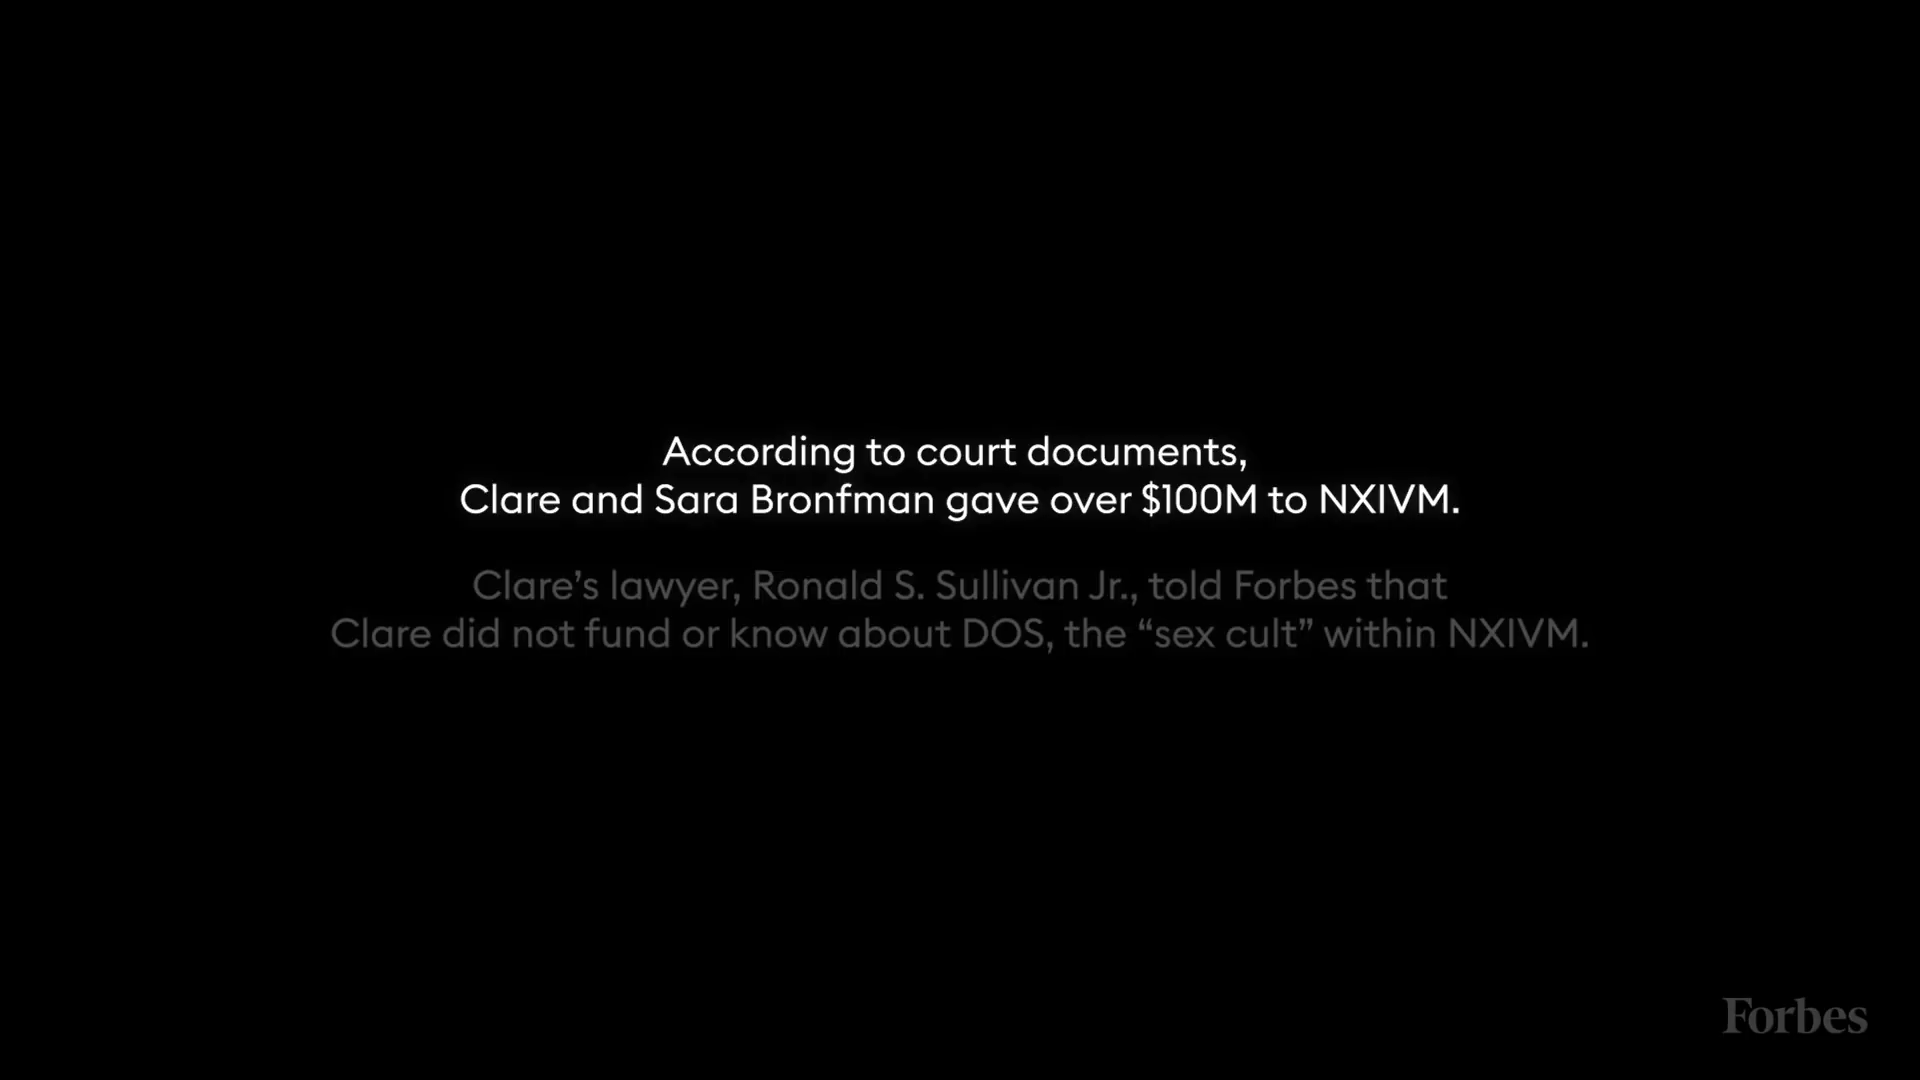 According to court documents,
Clare and Sara Bronfman gave over $100M to NXIVM.
Clare’s lawyer, Ronald S. Sullivan Jr., told Forbes that
Clare did not fund or know about DOS, the “sex cult” within NXIVM.
Forbes